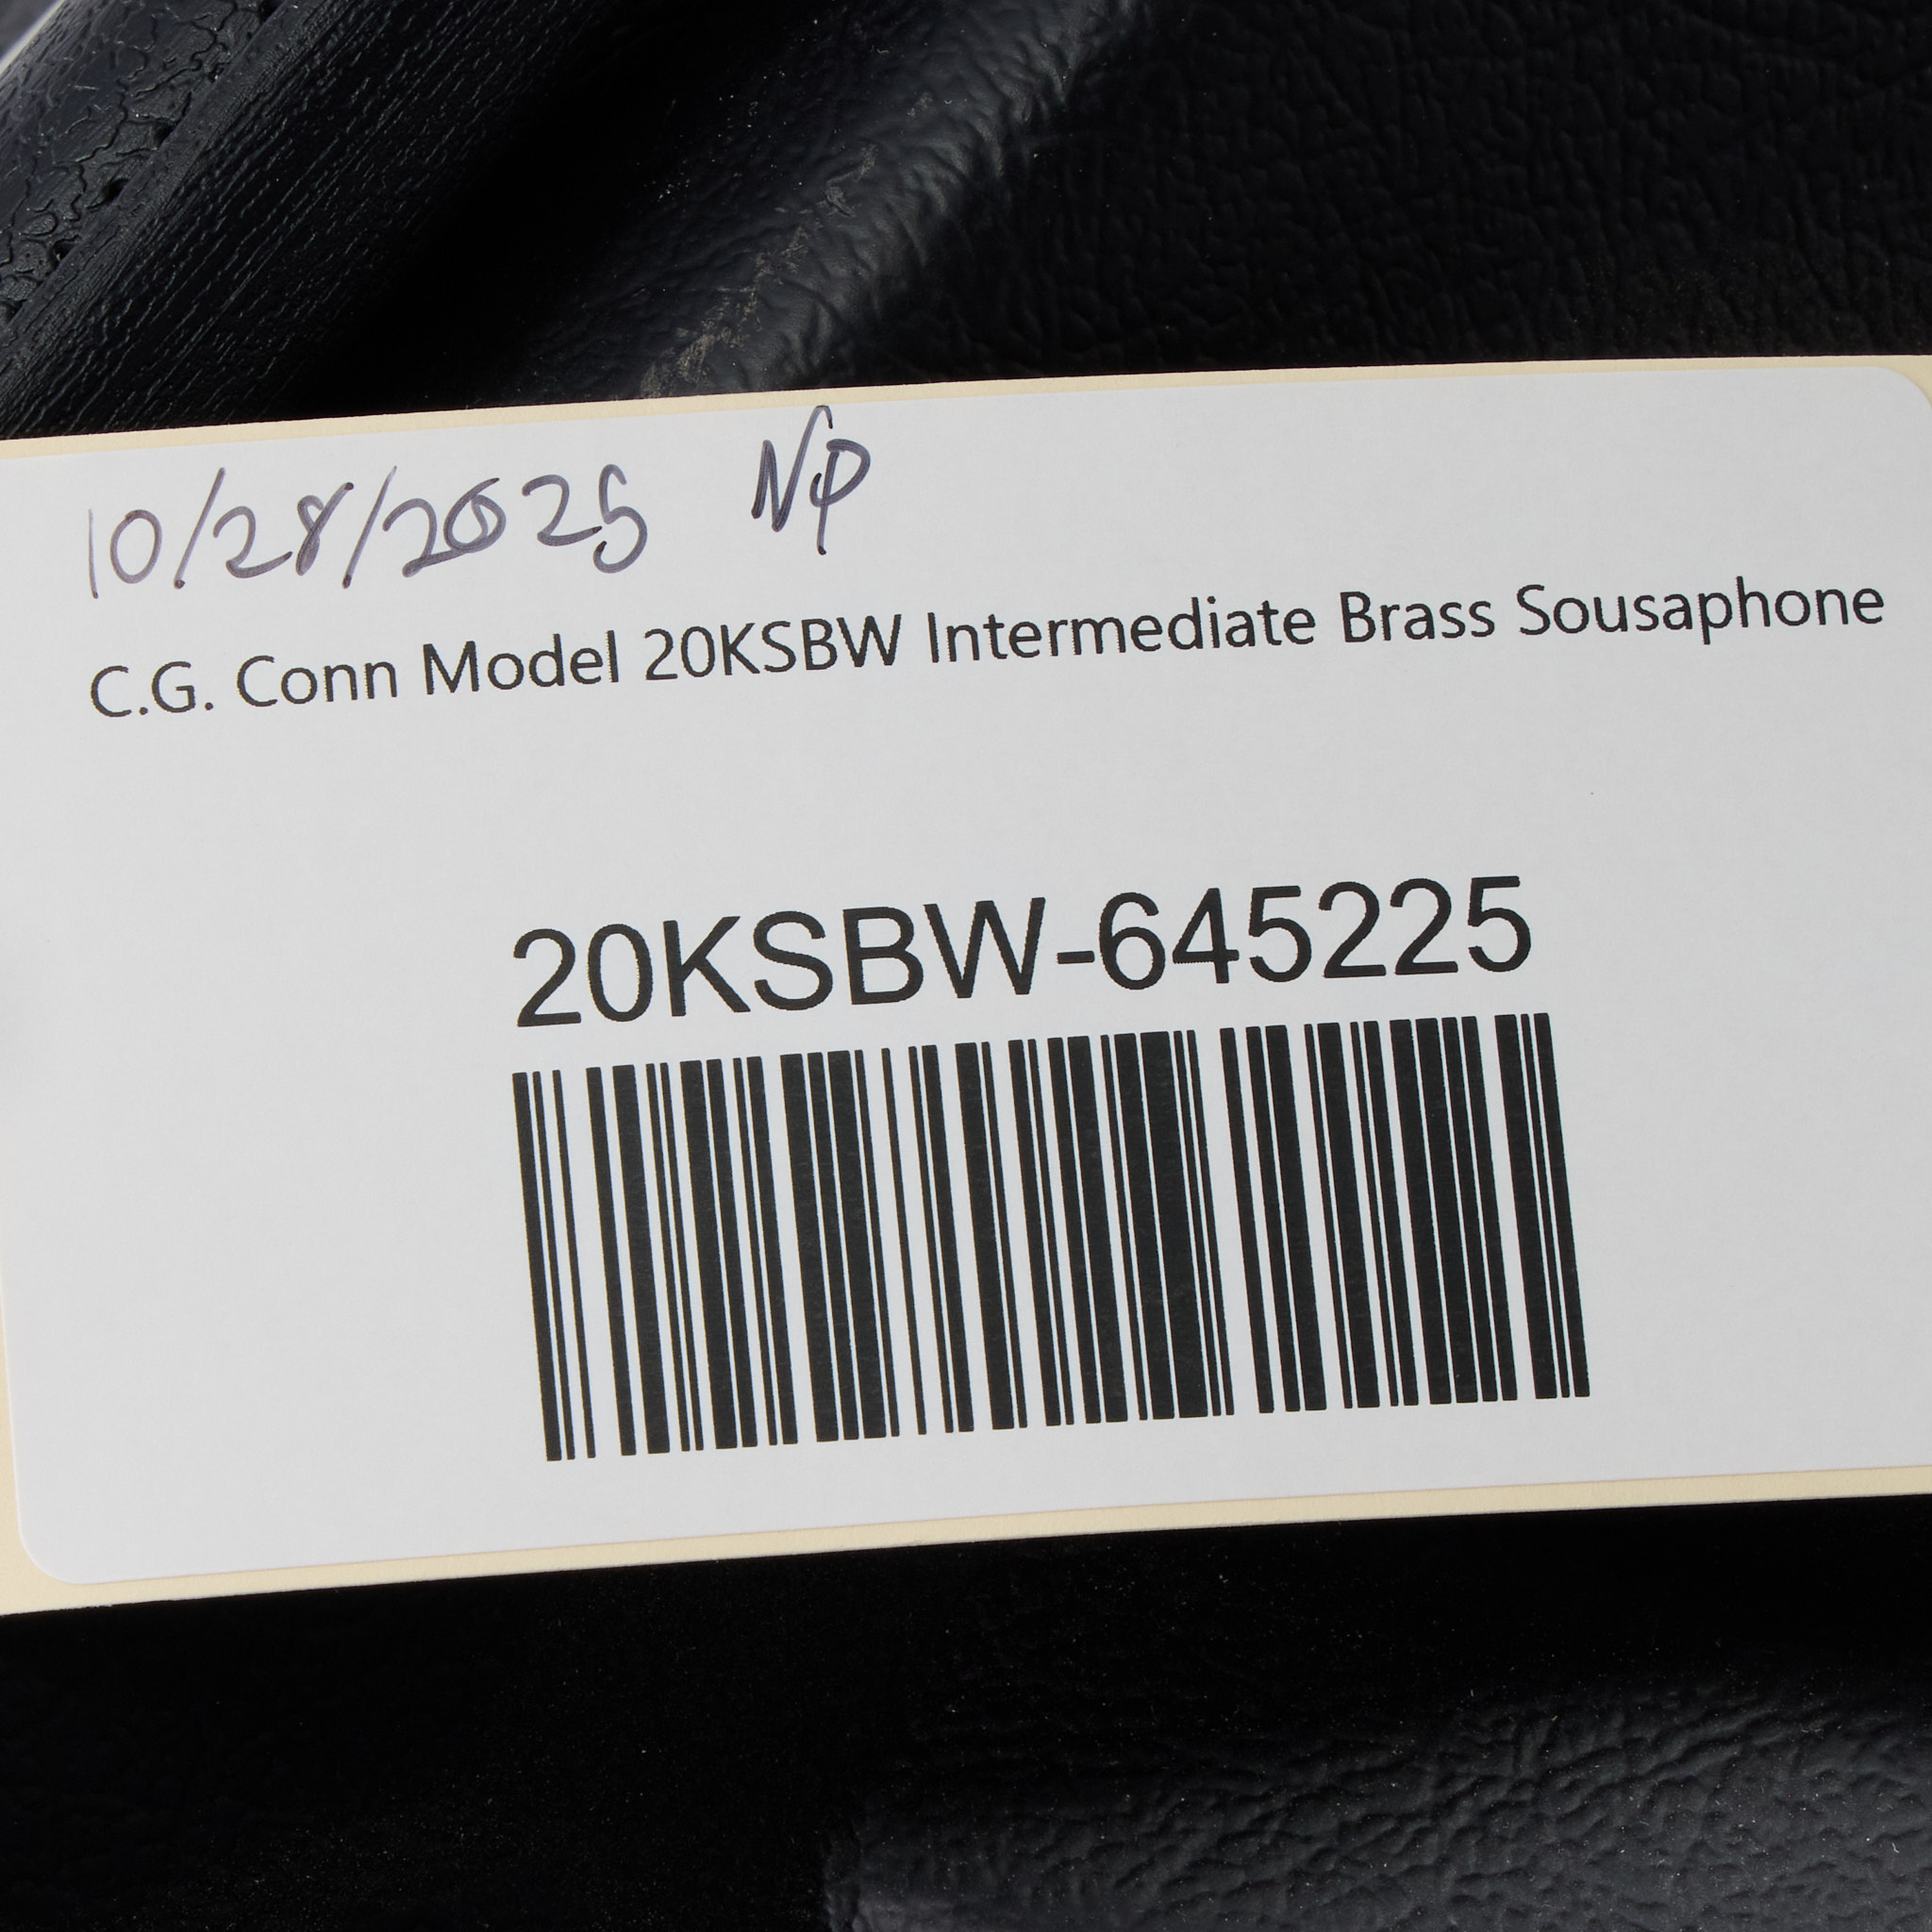 10/28/2025 NP
C.G. Conn Model 20KSBW Intermediate Brass Sousaphone
20KSBW-645225